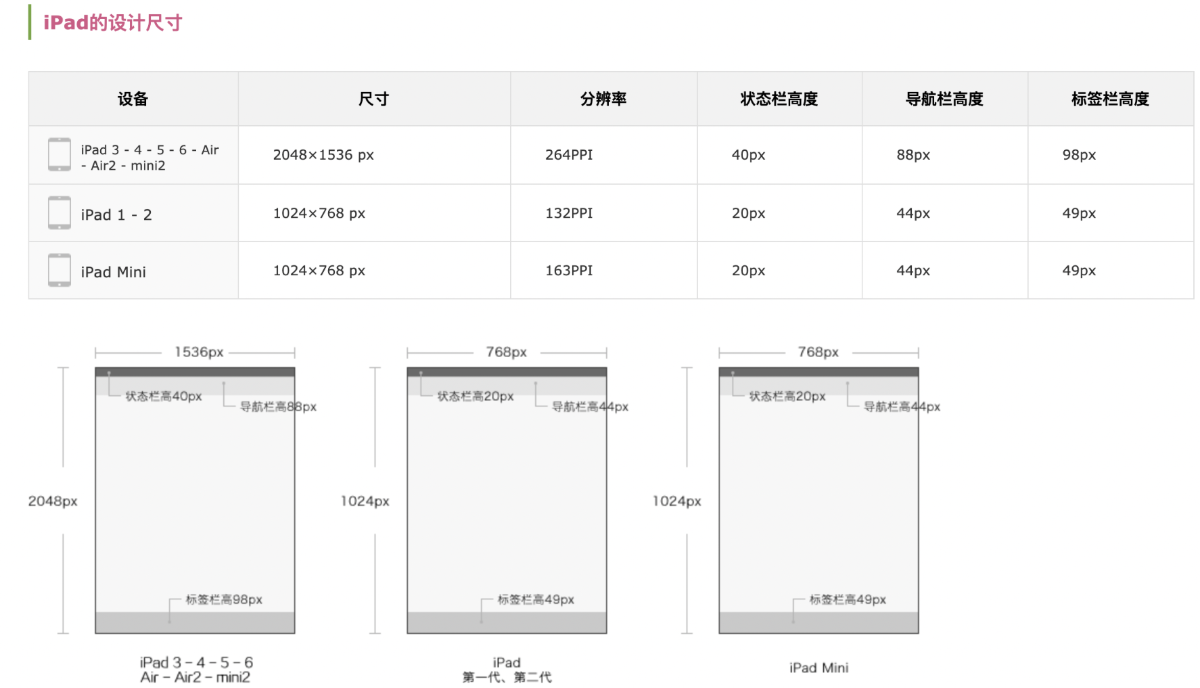 iPad的设计尺寸
设备 尺寸 分辨率 状态栏高度 导航栏高度 标签栏高度
iPad 3 - 4 - 5 - 6 - Air
- Air2 - mini2
2048×1536 px 264PPI 40px 88px 98px
iPad 1 - 2 1024×768 px 132PPI 20px 44px 49px
iPad Mini 1024×768 px 163PPI 20px 44px 49px
1536px 768px 768px
状态栏高40px 状态栏高20px 状态栏高20px
导航栏高88px 导航栏高44px 导航栏高44px
2048px 1024px 1024px
标签栏高98px 标签栏高49px 标签栏高49px
iPad 3 – 4 – 5 – 6
Air – Air2 – mini2
iPad
第一代、第二代
iPad Mini